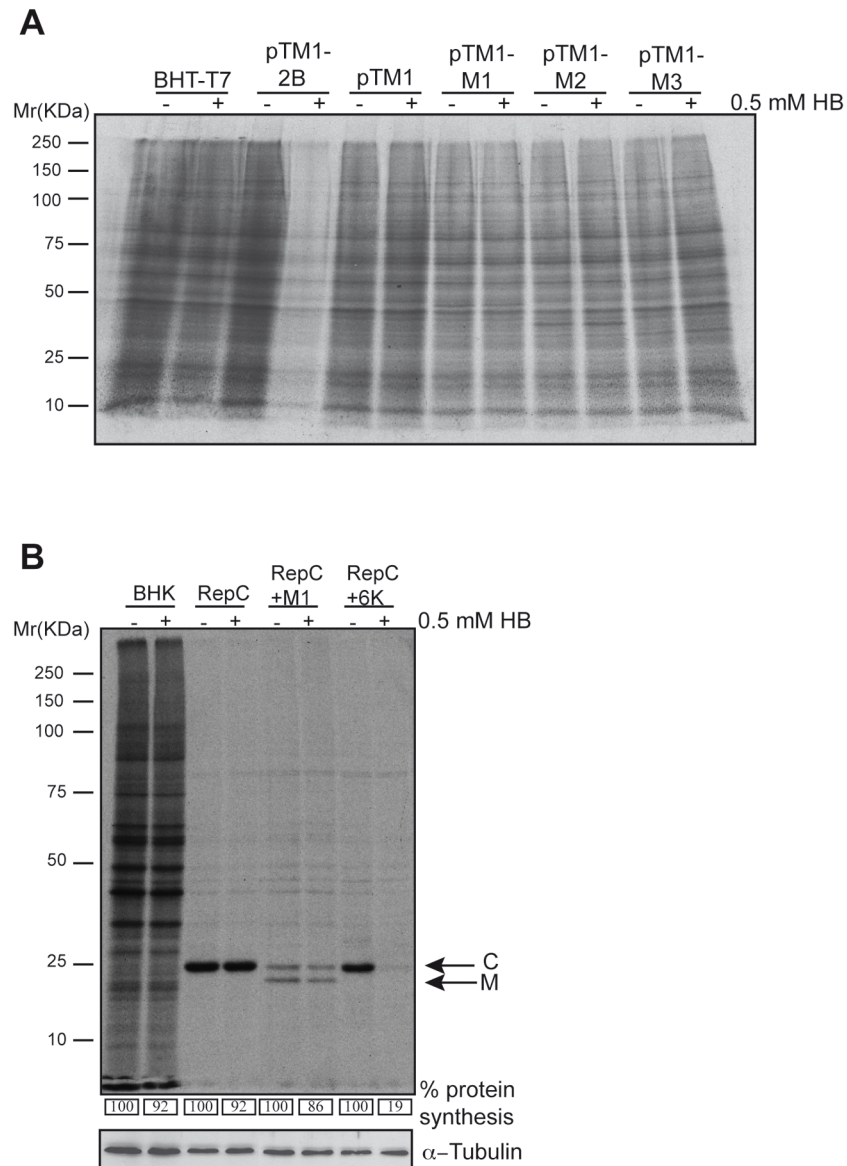 A
BHT-T7
pTM1-
2B
pTM1
pTM1-
M1
pTM1-
M2
pTM1-
M3
Mr(KDa)
- + - + - + - + - + - + 0.5 mM HB
250
150
100
75
50
25
10
B
BHK
RepC
RepC
+M1
RepC
+6K
Mr(KDa)
- + - + - + - + 0.5 mM HB
250
150
100
75
50
25
10
C
M
% protein
synthesis
100 92 100 92 100 86 100 19
α-Tubulin